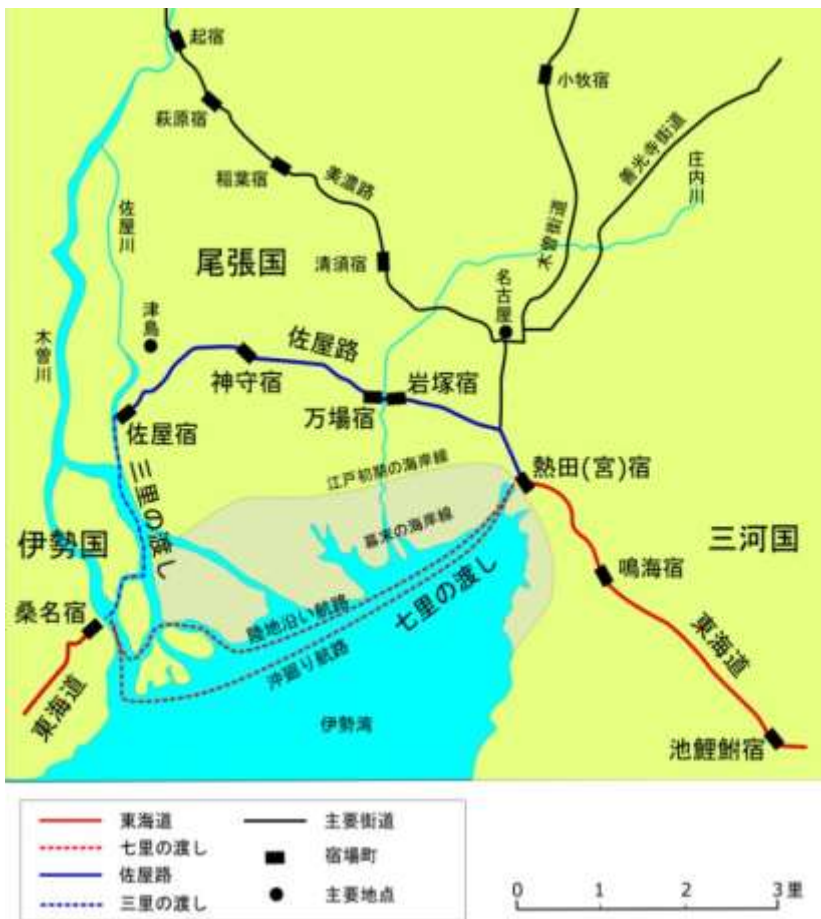 起宿
小牧宿
萩原宿
善光寺街道
庄内川
稲葉宿
美濃路
佐屋川
木曽街道
尾張国
清須宿
名古屋
津島
木曽川
佐屋路
神守宿
岩塚宿
万場宿
佐屋宿
江戸初期の海岸線
熱田(宮)宿
三里の渡し
幕末の海岸線
伊勢国
三河国
鳴海宿
七里の渡し
桑名宿
陸地沿い航路
東海道
沖廻り航路
東海道
伊勢湾
池鯉鮒宿
東海道
主要街道
七里の渡し
宿場町
佐屋路
主要地点
三里の渡し
0 1 2 3里